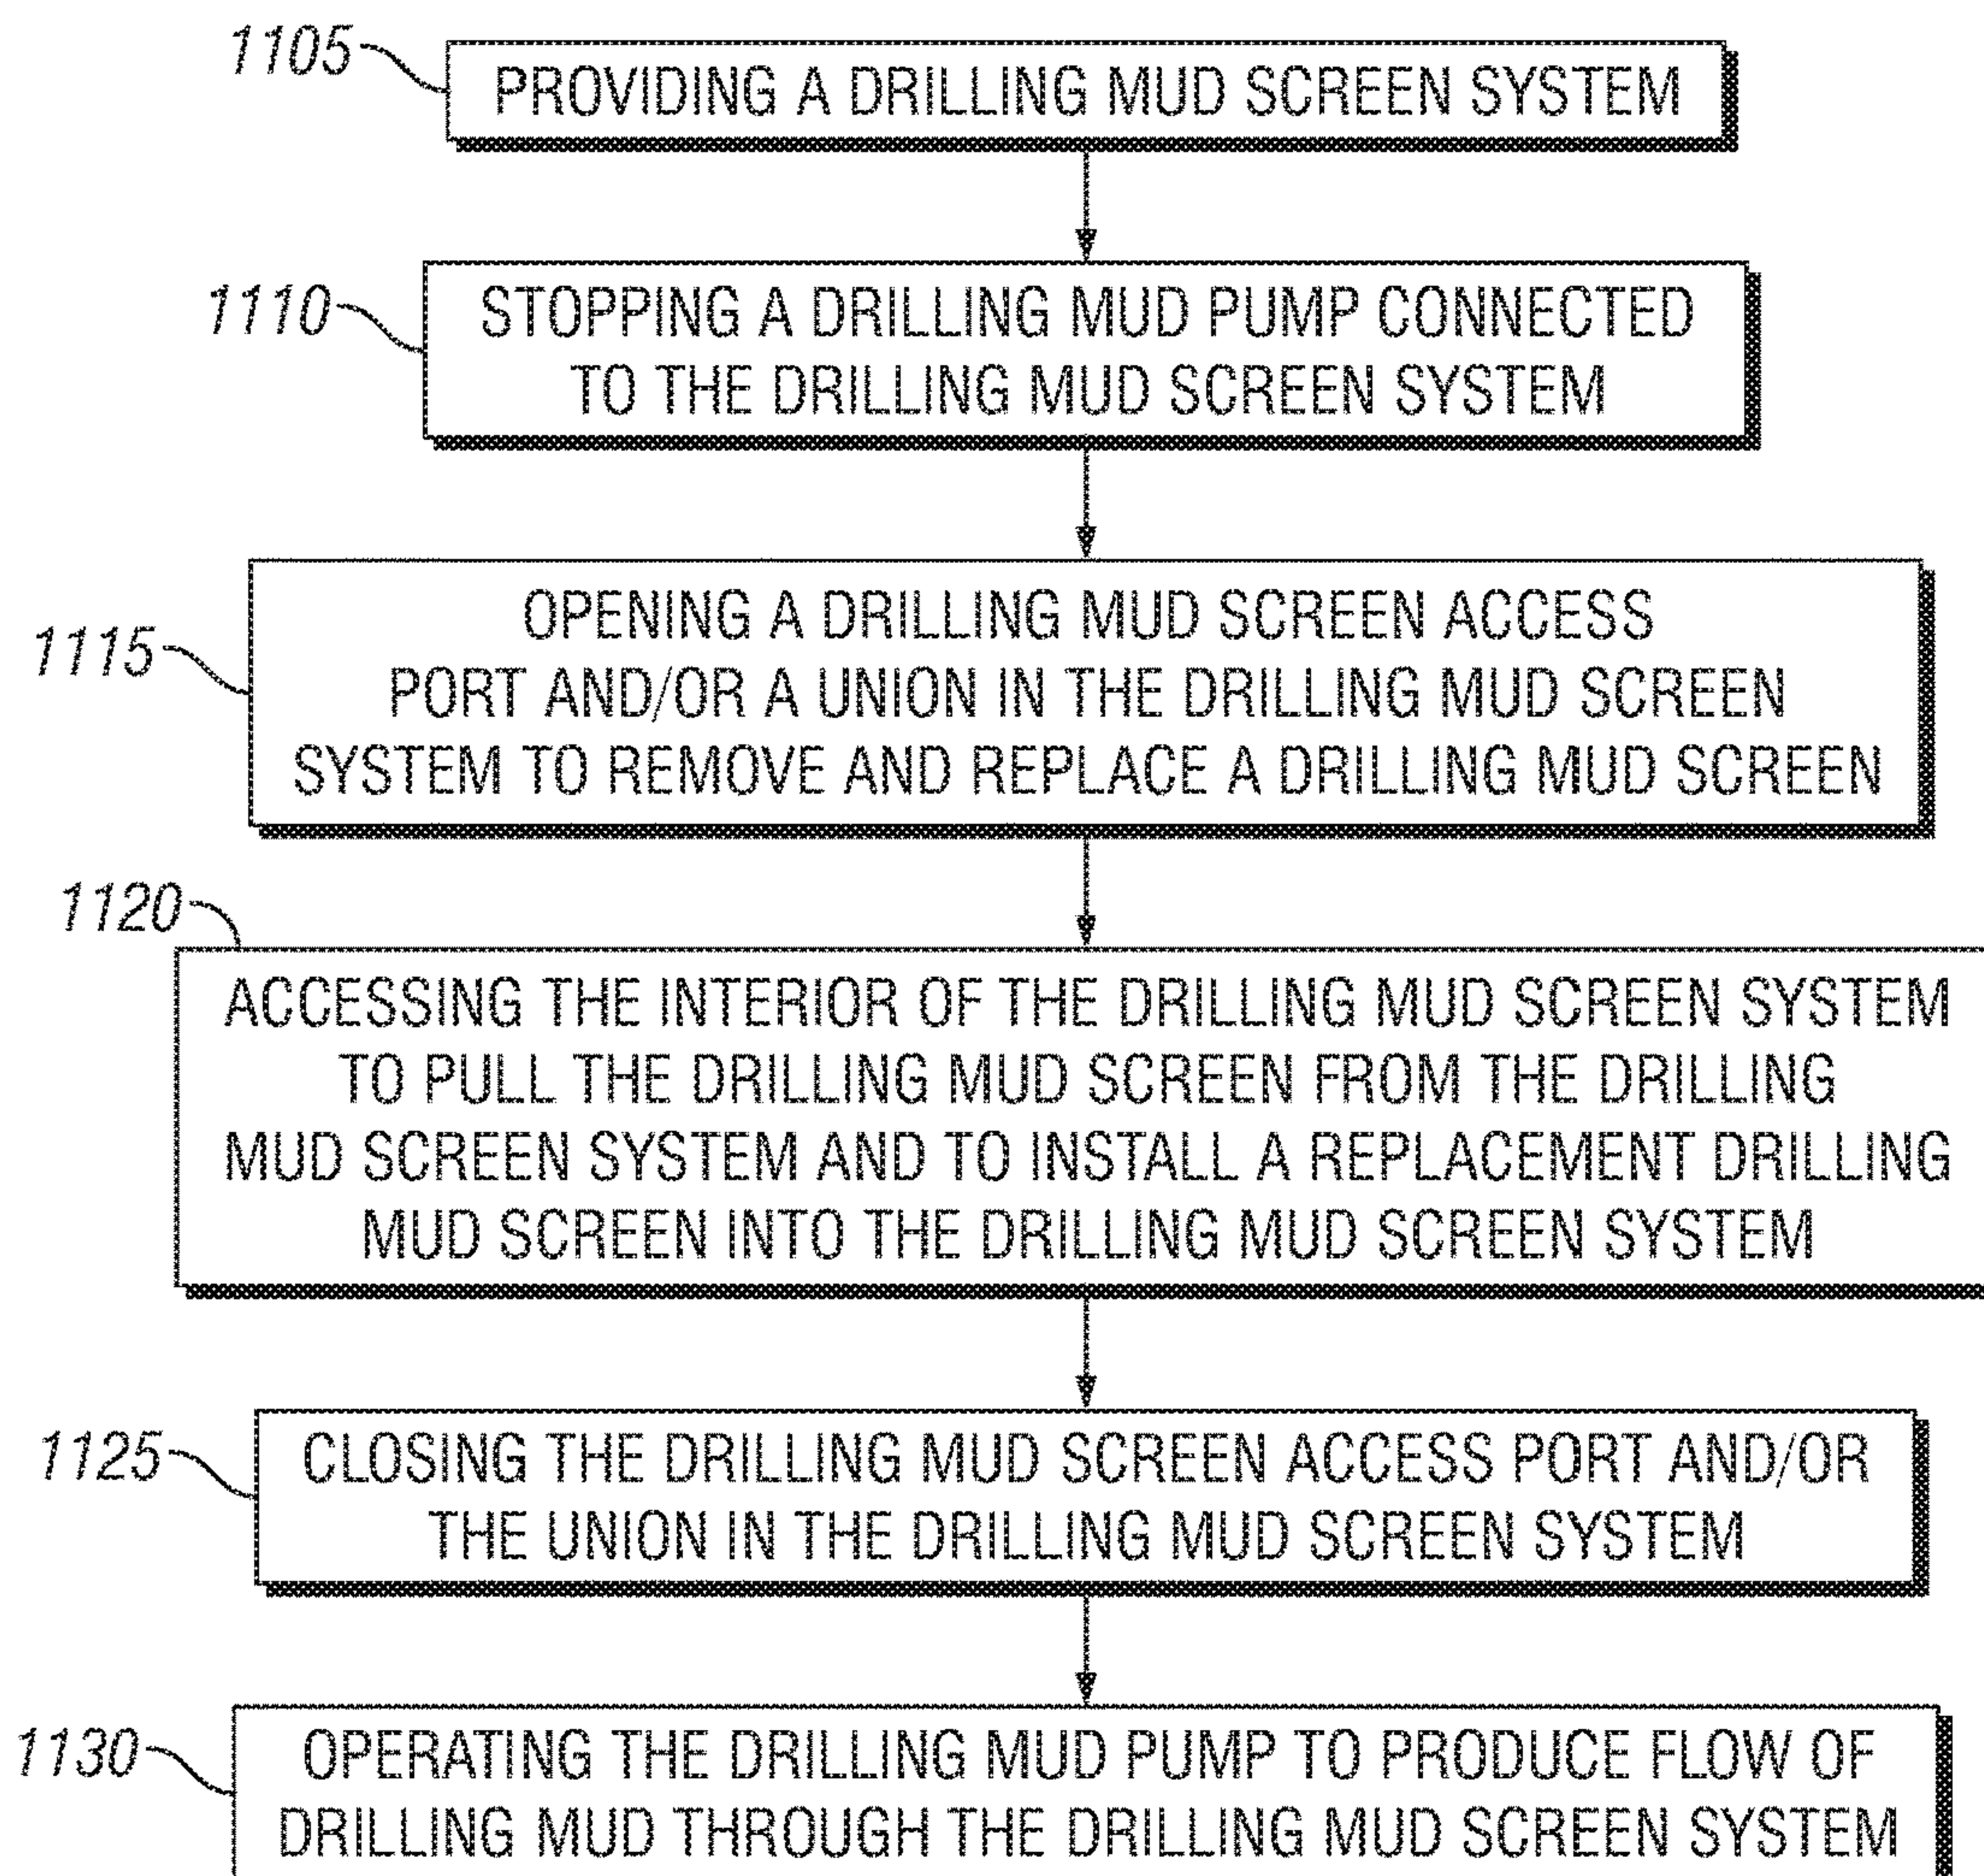 1105
PROVIDING A DRILLING MUD SCREEN SYSTEM
1110
STOPPING A DRILLING MUD PUMP CONNECTED
TO THE DRILLING MUD SCREEN SYSTEM
1115
OPENING A DRILLING MUD SCREEN ACCESS
PORT AND/OR A UNION IN THE DRILLING MUD SCREEN
SYSTEM TO REMOVE AND REPLACE A DRILLING MUD SCREEN
1120
ACCESSING THE INTERIOR OF THE DRILLING MUD SCREEN SYSTEM
TO PULL THE DRILLING MUD SCREEN FROM THE DRILLING
MUD SCREEN SYSTEM AND TO INSTALL A REPLACEMENT DRILLING
MUD SCREEN INTO THE DRILLING MUD SCREEN SYSTEM
1125
CLOSING THE DRILLING MUD SCREEN ACCESS PORT AND/OR
THE UNION IN THE DRILLING MUD SCREEN SYSTEM
1130
OPERATING THE DRILLING MUD PUMP TO PRODUCE FLOW OF
DRILLING MUD THROUGH THE DRILLING MUD SCREEN SYSTEM